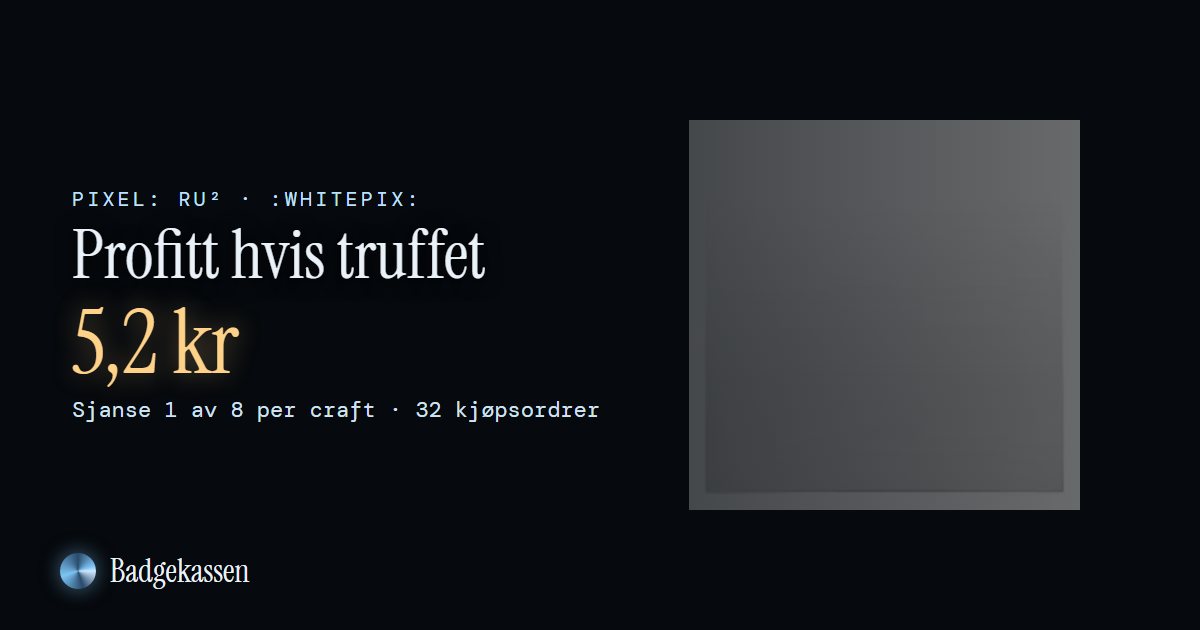 PIXEL: RU² · :WHITEPIX:
Profitt hvis truffet
5,2 kr
Sjanse 1 av 8 per craft · 32 kjøpsordrer
Badgekassen